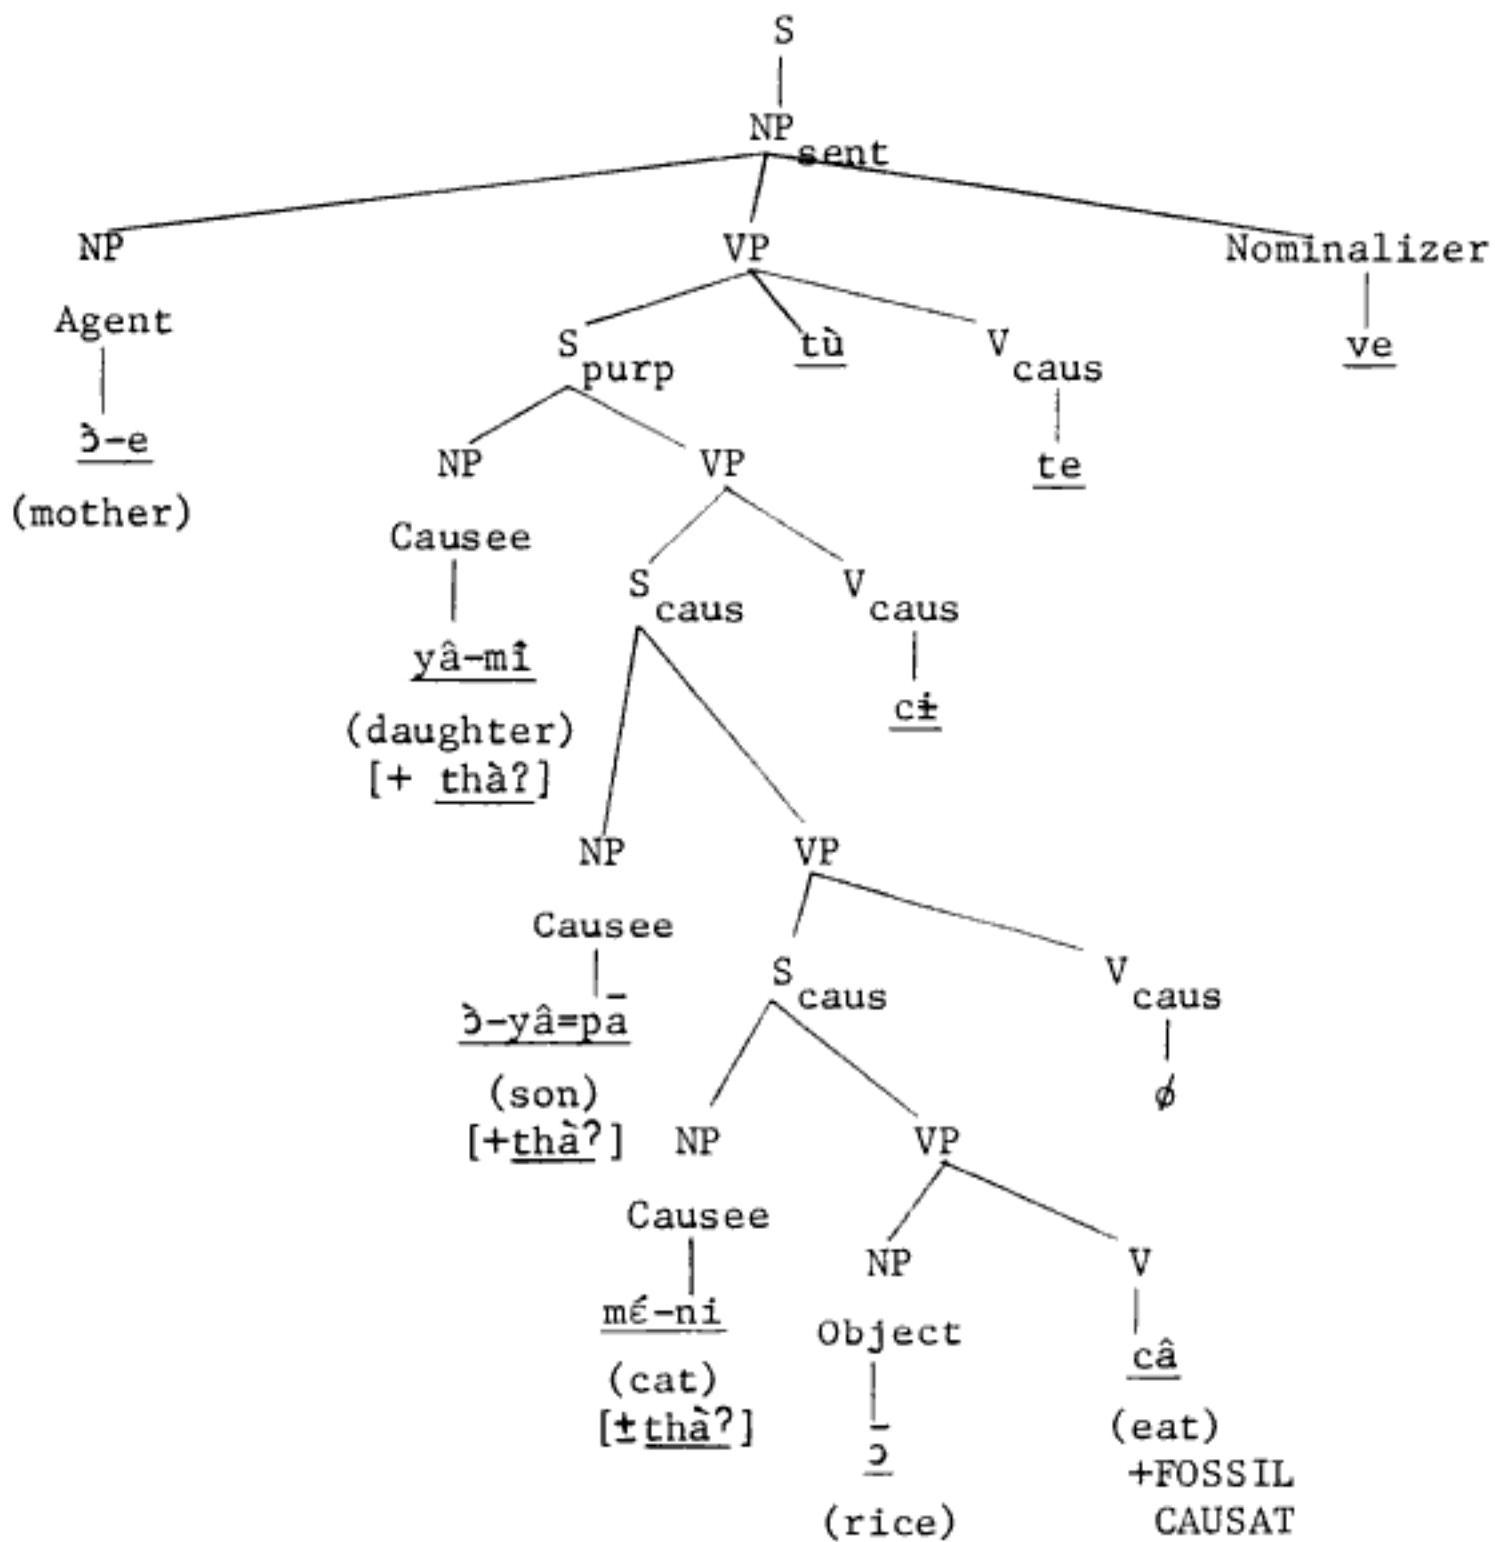 S
NP sent
NP VP Nominalizer
Agent S purp tù V caus ve
ɔ̀-e NP VP te
(mother)
Causee S caus V caus
yâ-mî cɨ
(daughter)
[+ thàʔ]
NP VP
Causee S caus V caus
ɔ̀-yâ=pā
(son) ø
[+thàʔ] NP VP
Causee NP V
mɛ́-ni Object câ
(cat) (eat)
[±thàʔ] ɔ̄ +FOSSIL
(rice) CAUSAT